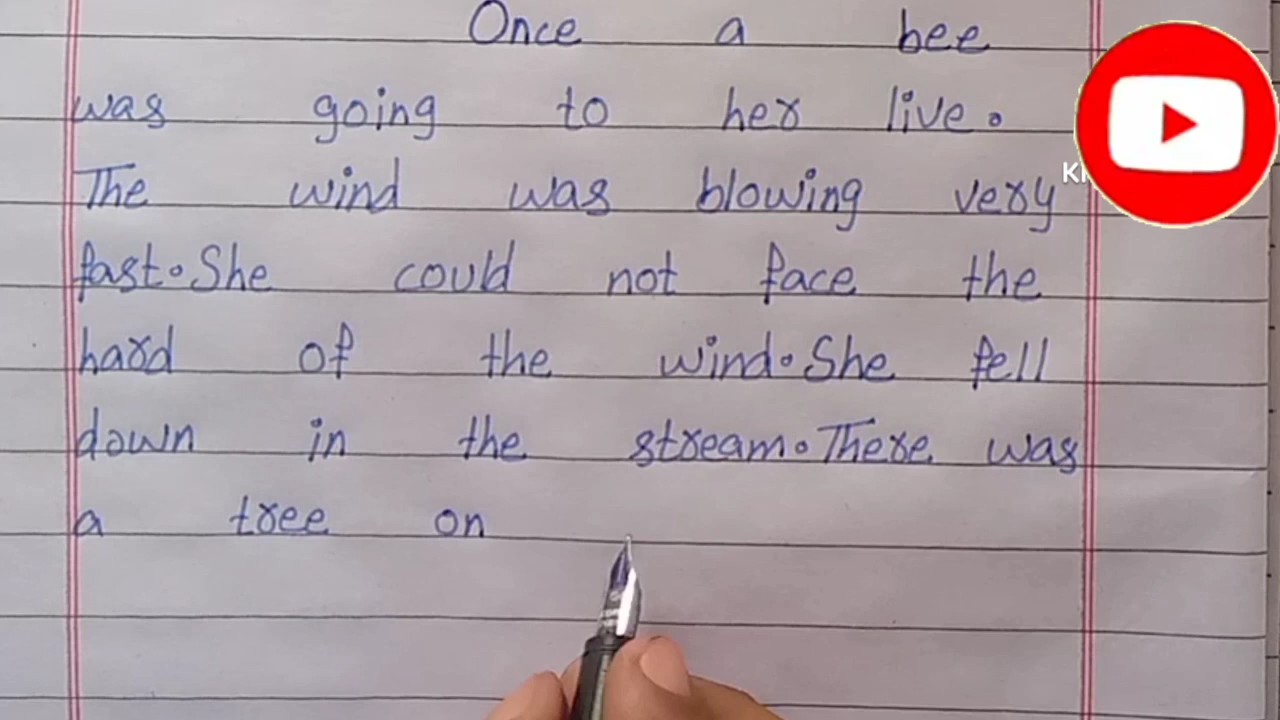 Once a bee
was going to her live.
The wind was blowing very
fast. She could not face the
hard of the wind. She fell
down in the stream. There was
a tree on